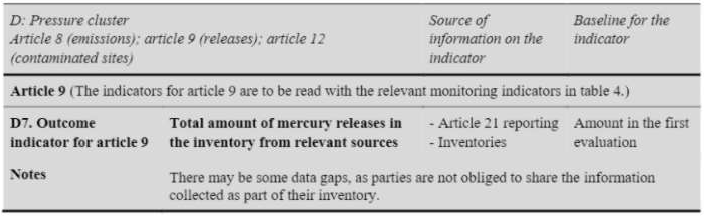 D: Pressure cluster
Article 8 (emissions); article 9 (releases); article 12
(contaminated sites)
Source of
information on the
indicator
Baseline for the
indicator
Article 9 (The indicators for article 9 are to be read with the relevant monitoring indicators in table 4.)
D7. Outcome
indicator for article 9
Total amount of mercury releases in
the inventory from relevant sources
- Article 21 reporting
- Inventories
Amount in the first
evaluation
Notes
There may be some data gaps, as parties are not obliged to share the information
collected as part of their inventory.